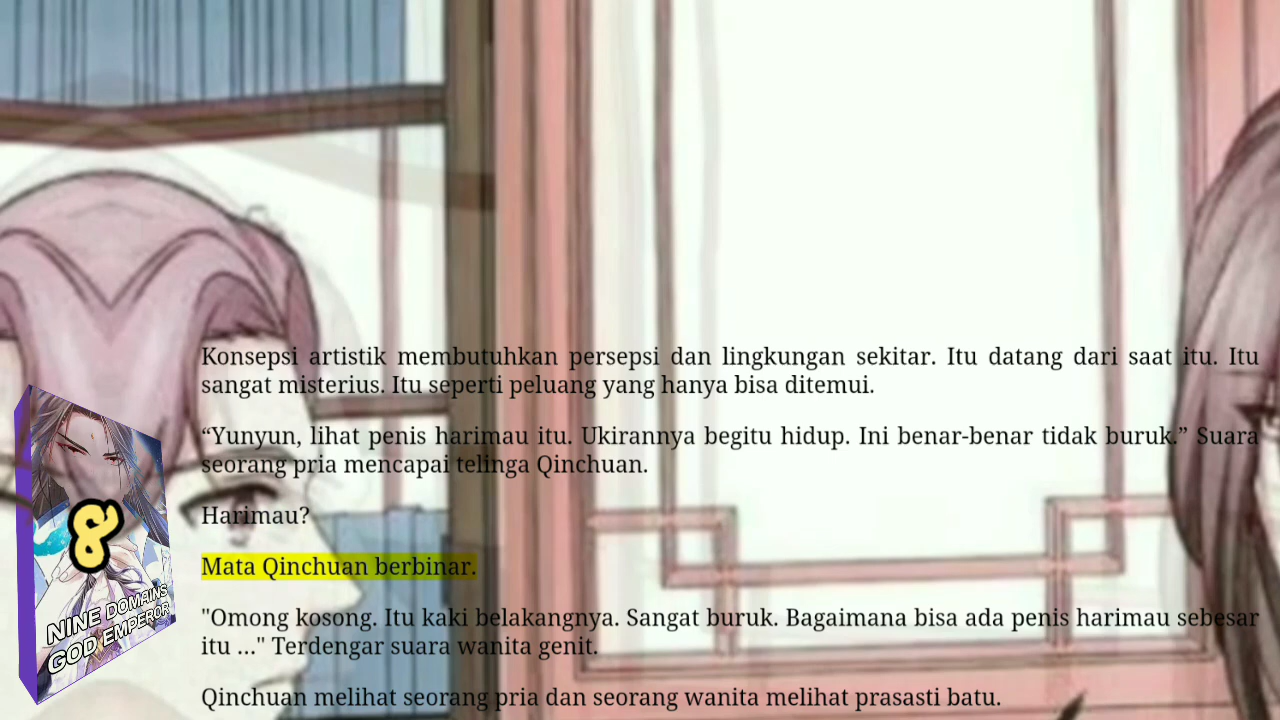 Konsepsi artistik membutuhkan persepsi dan lingkungan sekitar. Itu datang dari saat itu. Itu
sangat misterius. Itu seperti peluang yang hanya bisa ditemui.
“Yunyun, lihat penis harimau itu. Ukirannya begitu hidup. Ini benar-benar tidak buruk.” Suara
seorang pria mencapai telinga Qinchuan.
Harimau?
Mata Qinchuan berbinar.
"Omong kosong. Itu kaki belakangnya. Sangat buruk. Bagaimana bisa ada penis harimau sebesar
itu ..." Terdengar suara wanita genit.
Qinchuan melihat seorang pria dan seorang wanita melihat prasasti batu.
8
NINE DOMAINS
GOD EMPEROR